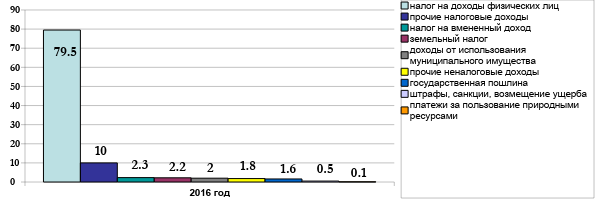 90
80
70
60
50
40
30
20
10
0
79.5
10
2.3
2.2
2
1.8
1.6
0.5
0.1
2016 год
налог на доходы физических лиц
прочие налоговые доходы
налог на вмененный доход
земельный налог
доходы от использования
муниципального имущества
прочие неналоговые доходы
государственная пошлина
штрафы, санкции, возмещение ущерба
платежи за пользование природными
ресурсами